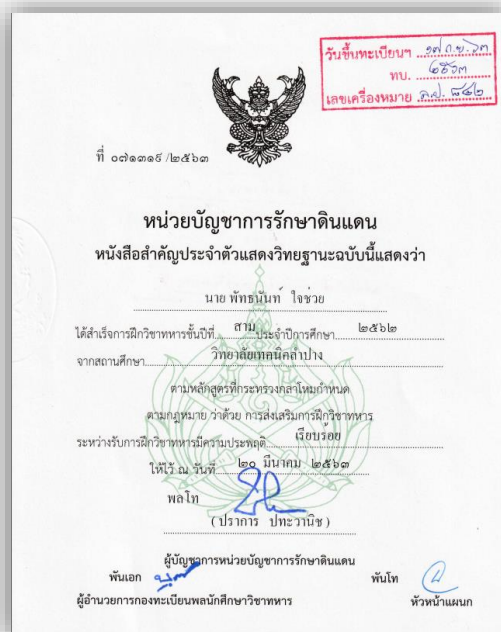 วันขึ้นทะเบียนฯ ๑๗ ก.ย. ๖๓
ทบ. ๒๕๖๓
เลขเครื่องหมาย
ที่ ๐๗๑๓๑๙ /๒๕๖๓
หน่วยบัญชาการรักษาดินแดน
หนังสือสำคัญประจำตัวแสดงวิทยฐานะฉบับนี้แสดงว่า
นาย พัทธนันท์ ใจช่วย
ได้สำเร็จการฝึกวิชาทหารชั้นปีที่ สาม ประจำปีการศึกษา ๒๕๖๒
จากสถานศึกษา วิทยาลัยเทคนิคลำปาง
ตามหลักสูตรที่กระทรวงกลาโหมกำหนด
ตามกฎหมาย ว่าด้วย การส่งเสริมการฝึกวิชาทหาร
ระหว่างรับการฝึกวิชาทหารมีความประพฤติ เรียบร้อย
ให้ไว้ ณ วันที่ ๒๐ มีนาคม ๒๕๖๓
พลโท
(ปราการ ปทะวานิช)
ผู้บัญชาการหน่วยบัญชาการรักษาดินแดน
พันเอก พันโท
ผู้อำนวยการกองทะเบียนพลนักศึกษาวิชาทหาร หัวหน้าแผนก